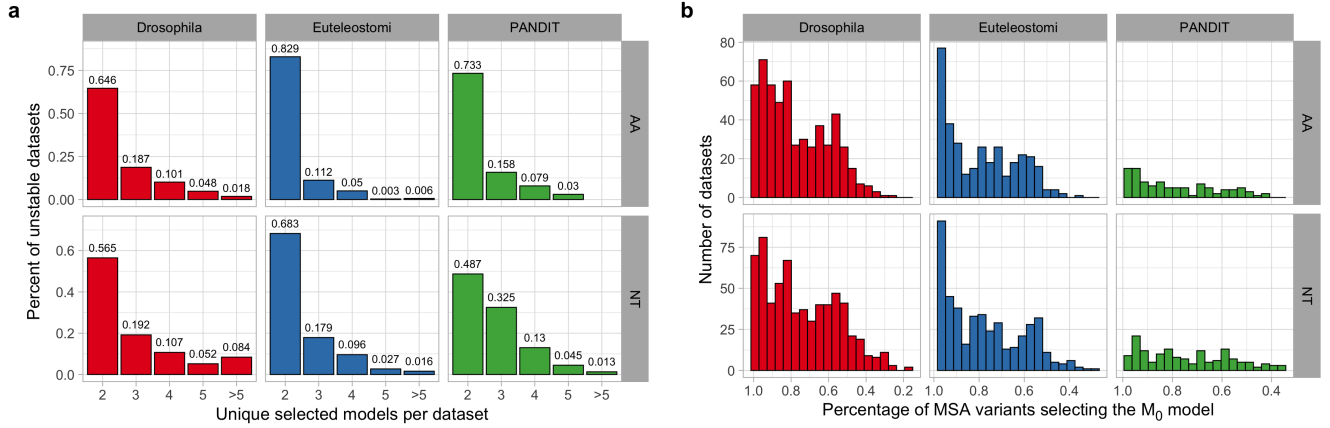 a
Drosophila Euteleostomi PANDIT
Percent of unstable datasets
0.75
0.50
0.25
0.00
0.646 0.187 0.101 0.048 0.018
0.829 0.112 0.05 0.003 0.006
0.733 0.158 0.079 0.03
AA
0.6
0.4
0.2
0.0
0.565 0.192 0.107 0.052 0.084
0.683 0.179 0.096 0.027 0.016
0.487 0.325 0.13 0.045 0.013
NT
2 3 4 5 >5 2 3 4 5 >5 2 3 4 5 >5
Unique selected models per dataset
b
Drosophila Euteleostomi PANDIT
Number of datasets
80
60
40
20
0
AA
75
50
25
0
NT
1.0 0.8 0.6 0.4 0.2 1.0 0.8 0.6 0.4 1.0 0.8 0.6 0.4
Percentage of MSA variants selecting the M0 model